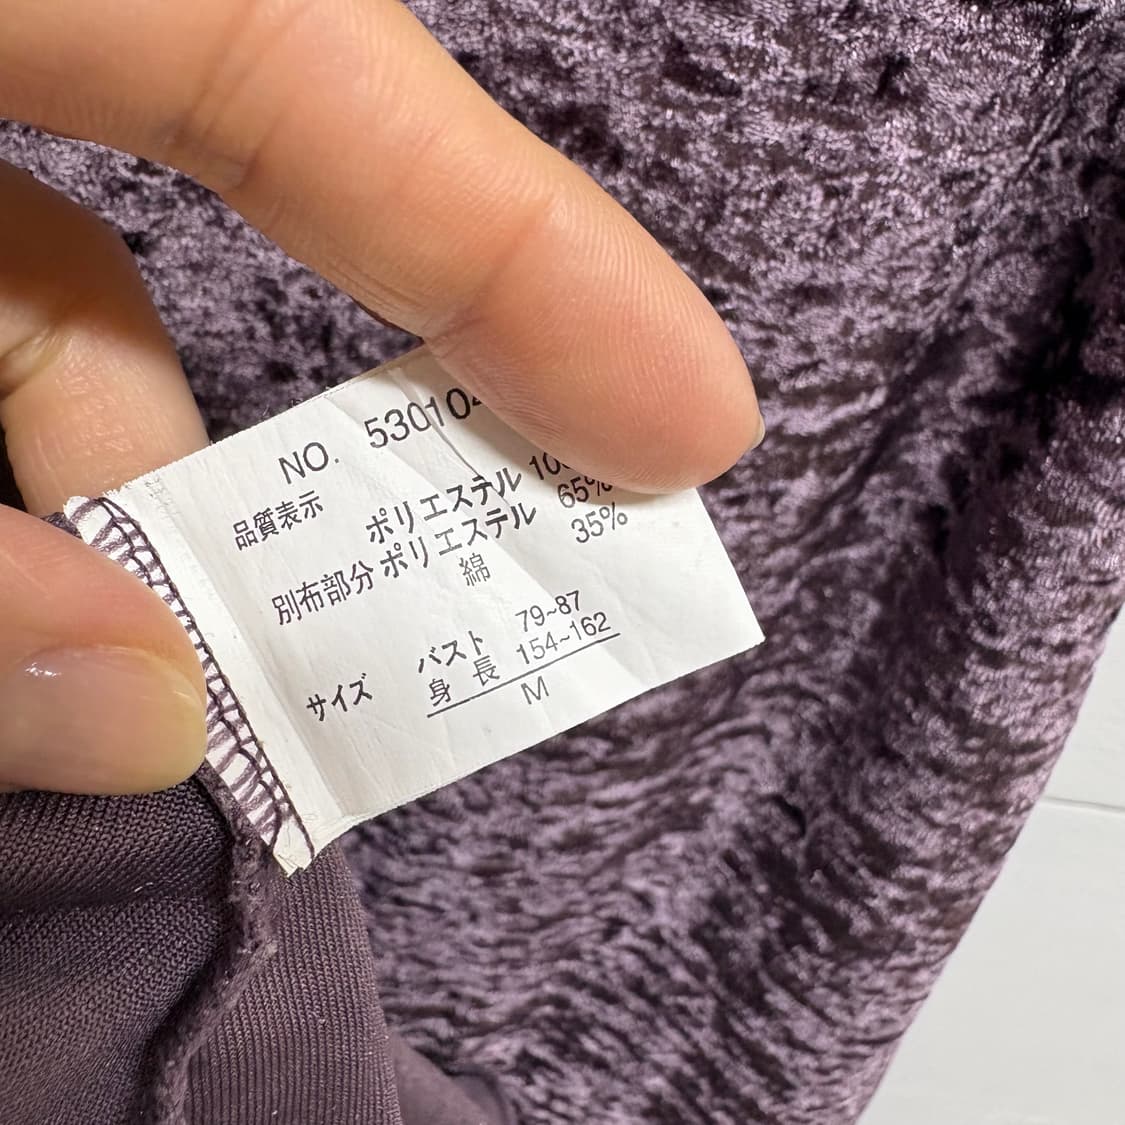 NO. 53010
品質表示
ポリエステル
別布部分 ポリエステル 65%
綿 35%
サイズ バスト 79~87
身長 154~162
M